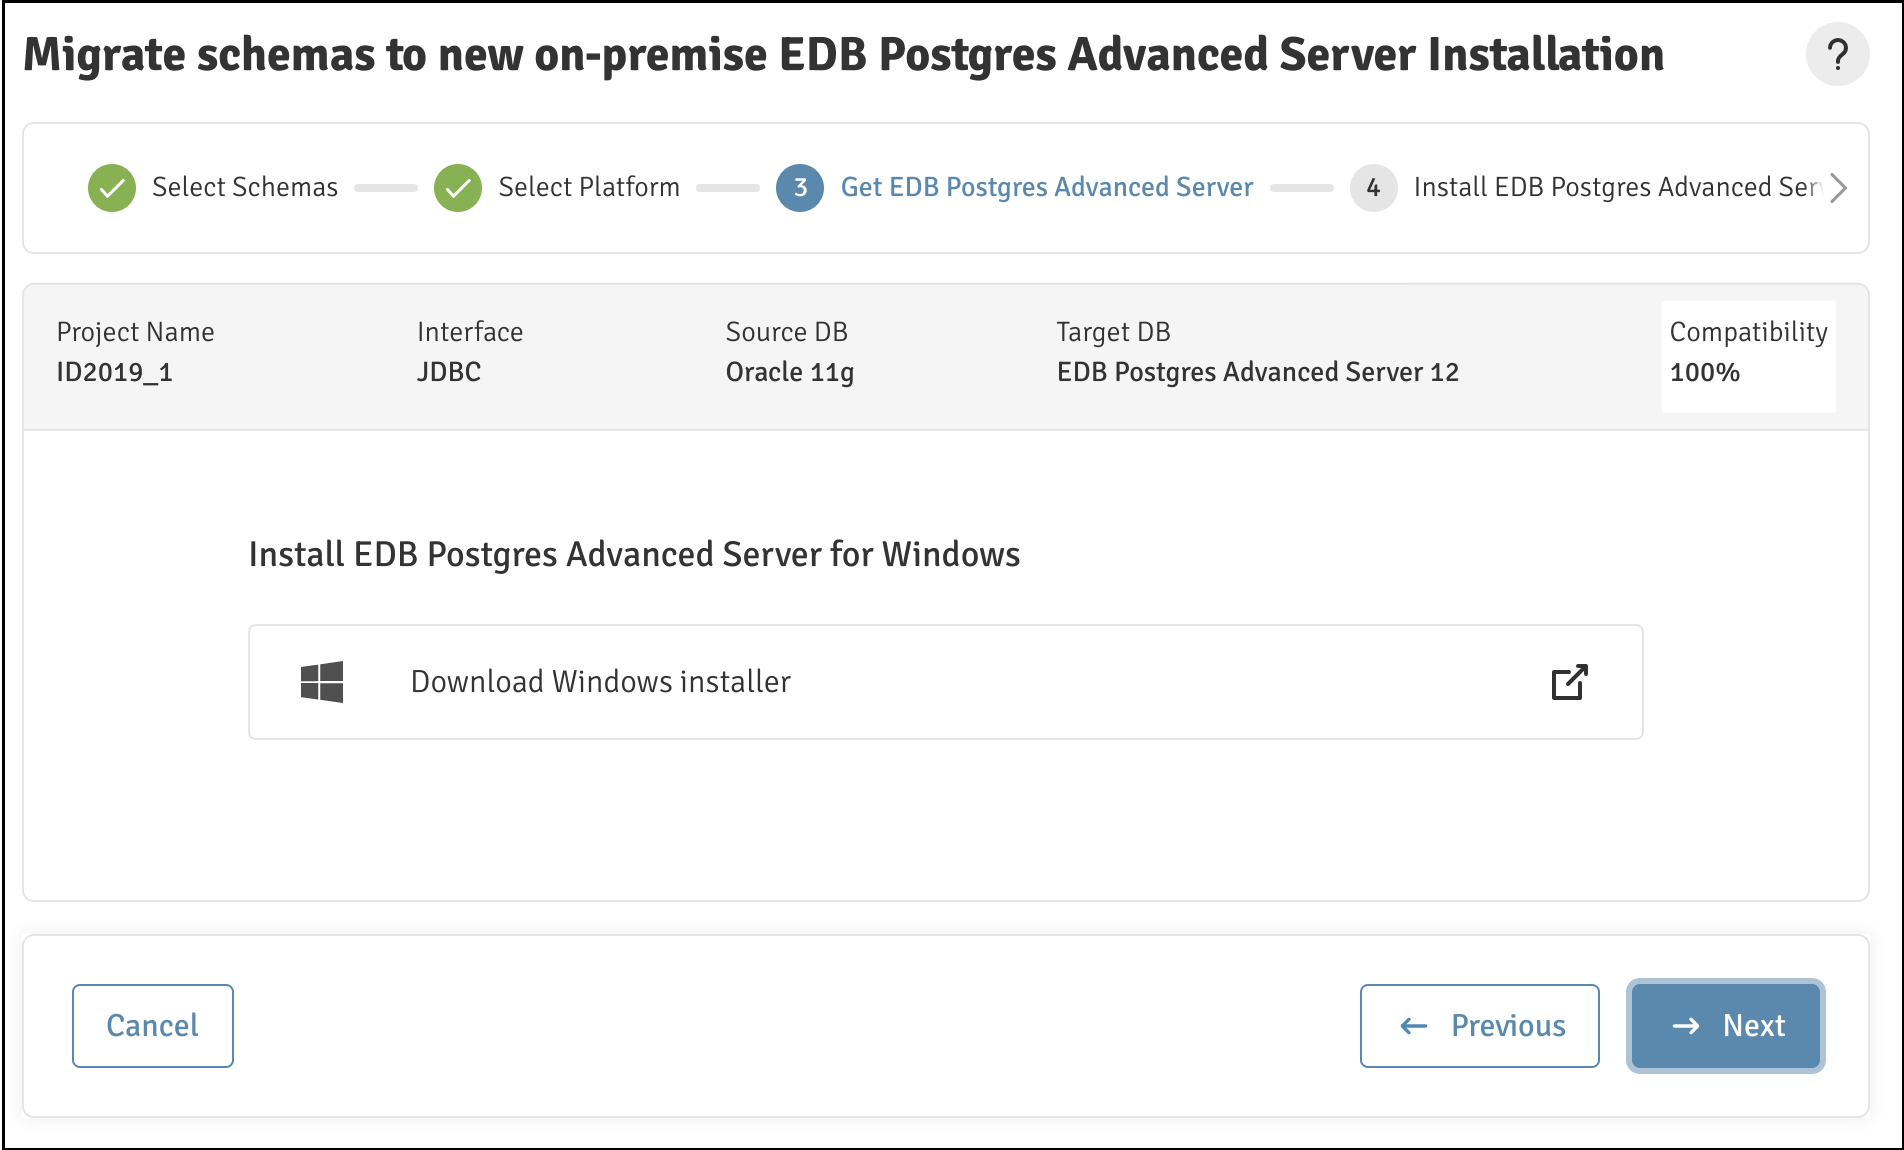 Migrate schemas to new on-premise EDB Postgres Advanced Server Installation ?
Select Schemas Select Platform 3 Get EDB Postgres Advanced Server 4 Install EDB Postgres Advanced Ser
Project Name Interface Source DB Target DB Compatibility
ID2019_1 JDBC Oracle 11g EDB Postgres Advanced Server 12 100%
Install EDB Postgres Advanced Server for Windows
Download Windows installer
Cancel Previous Next